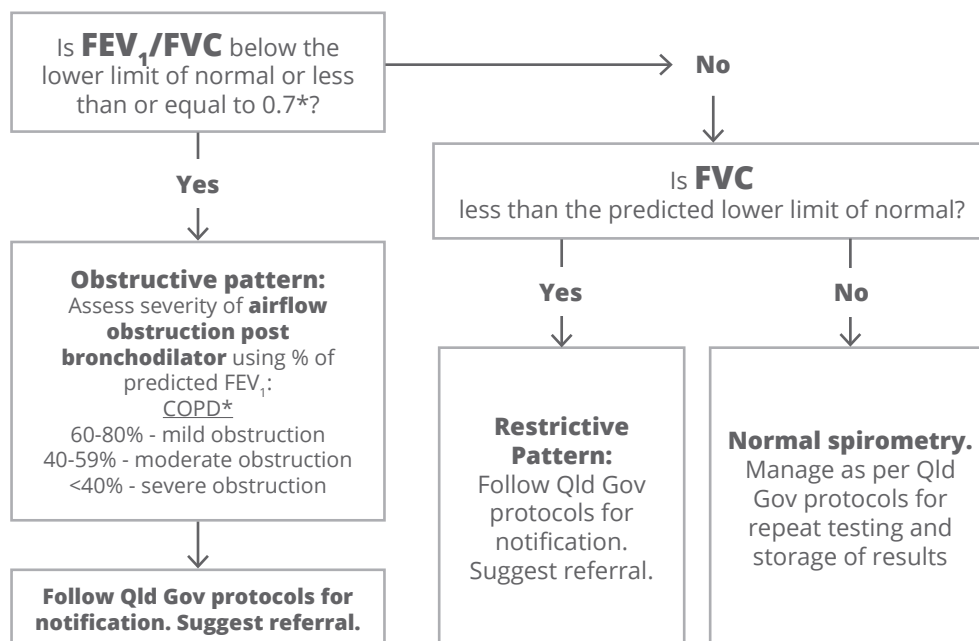 Is FEV₁/FVC below the
lower limit of normal or less
than or equal to 0.7*?
No
Yes
Is FVC
less than the predicted lower limit of normal?
Obstructive pattern:
Assess severity of airflow
obstruction post
bronchodilator using % of
predicted FEV₁:
COPD*
60-80% - mild obstruction
40-59% - moderate obstruction
<40% - severe obstruction
Follow Qld Gov protocols for
notification. Suggest referral.
Yes
No
Restrictive
Pattern:
Follow Qld Gov
protocols for
notification.
Suggest referral.
Normal spirometry.
Manage as per Qld
Gov protocols for
repeat testing and
storage of results